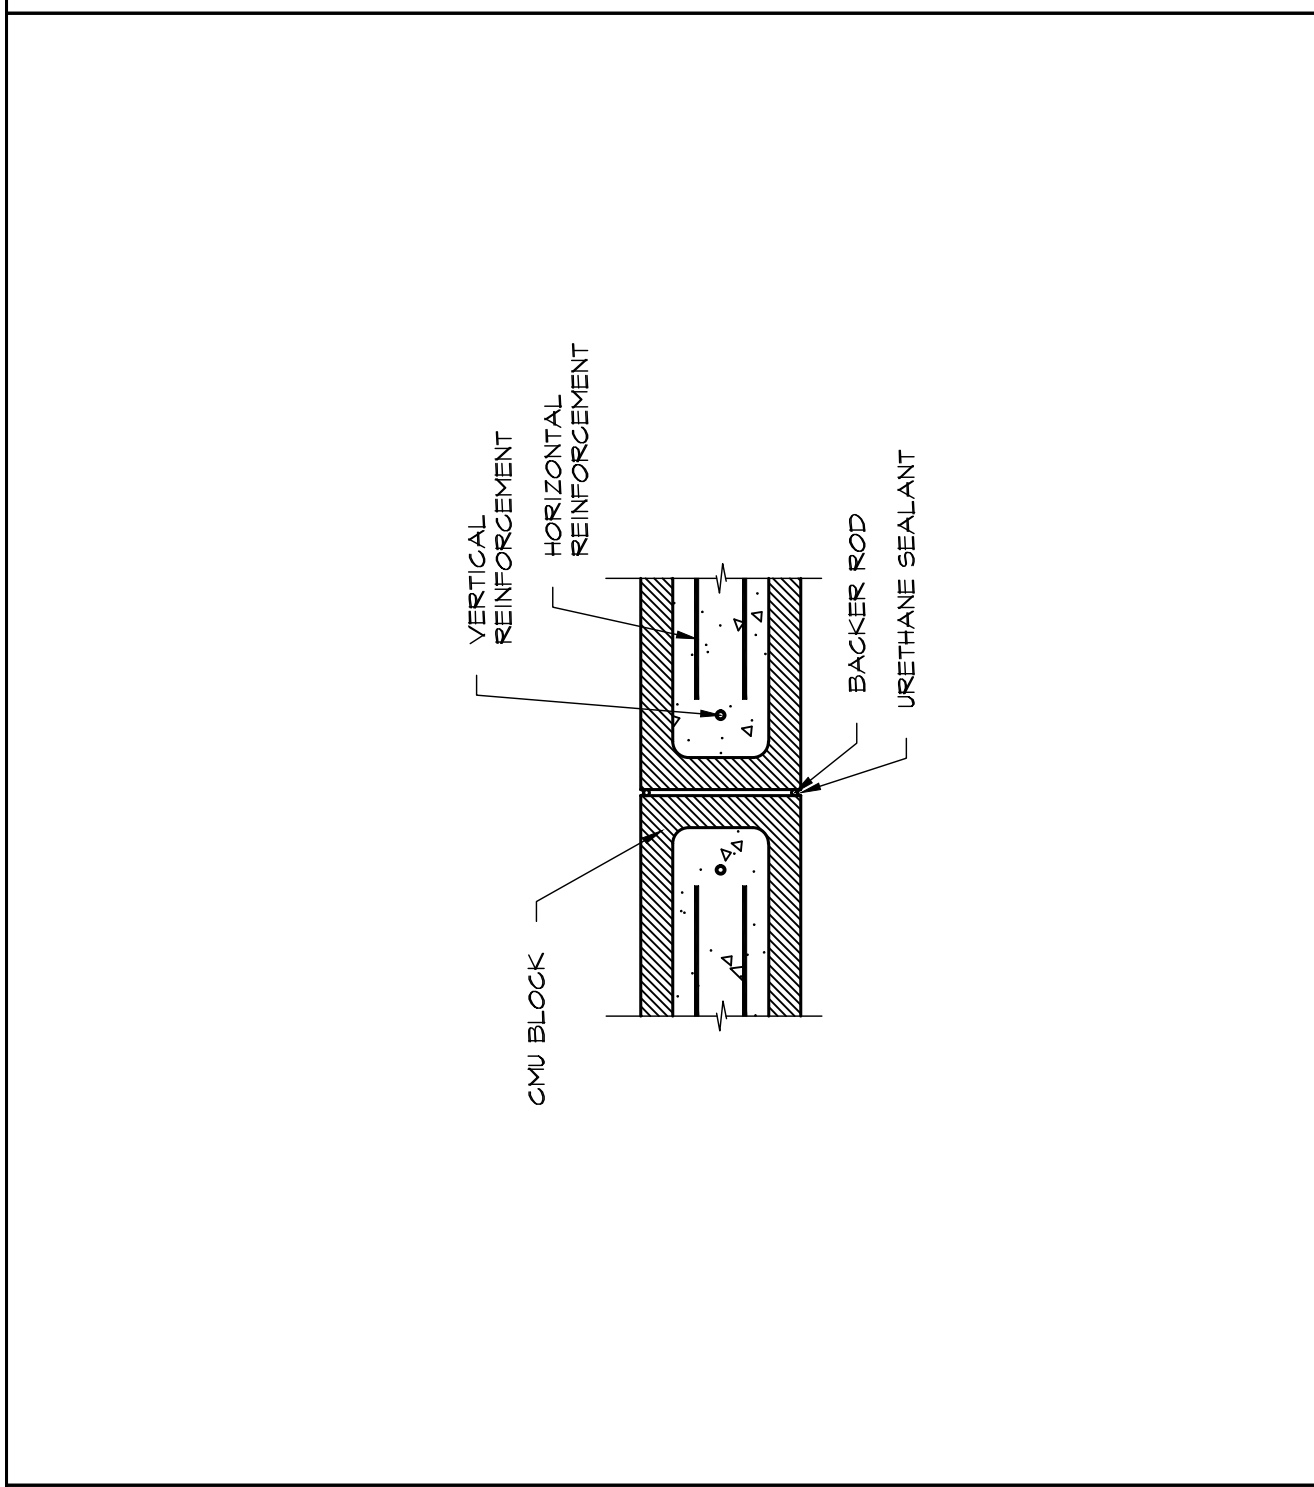 VERTICAL
REINFORCEMENT
HORIZONTAL
REINFORCEMENT
CMU BLOCK
BACKER ROD
URETHANE SEALANT